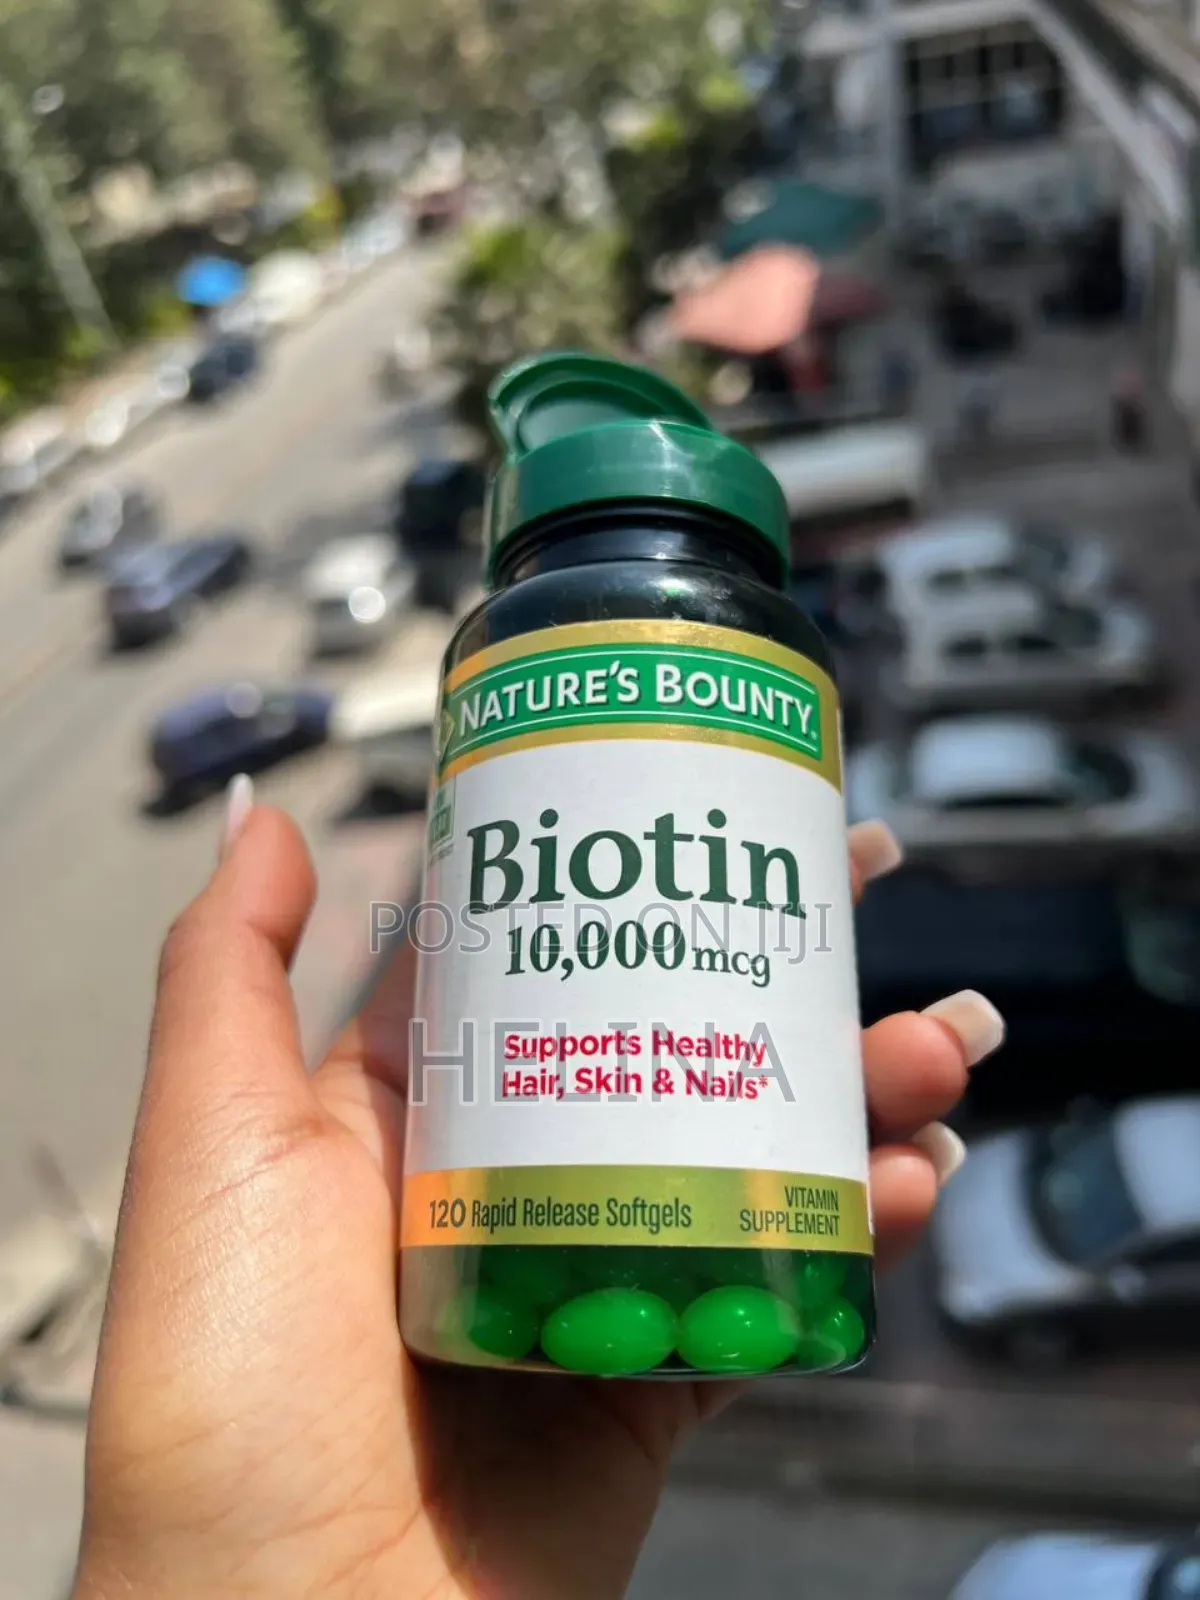 NATURE'S BOUNTY®
Biotin
10,000 mcg
POSTED ON JIJI
Supports Healthy
HELINA
Hair, Skin & Nails*
120 Rapid Release Softgels
VITAMIN
SUPPLEMENT